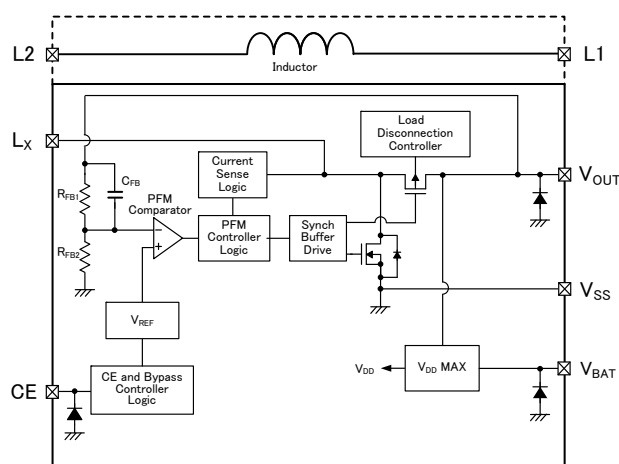 L2
L1
Inductor
Lx
Load
Disconnection
Controller
CFB
Current
Sense
Logic
VOUT
RFB1
PFM
Comparator
−
+
PFM
Controller
Logic
Synch
Buffer
Drive
RFB2
VSS
VREF
VDD
VDD MAX
VBAT
CE
CE and Bypass
Controller
Logic